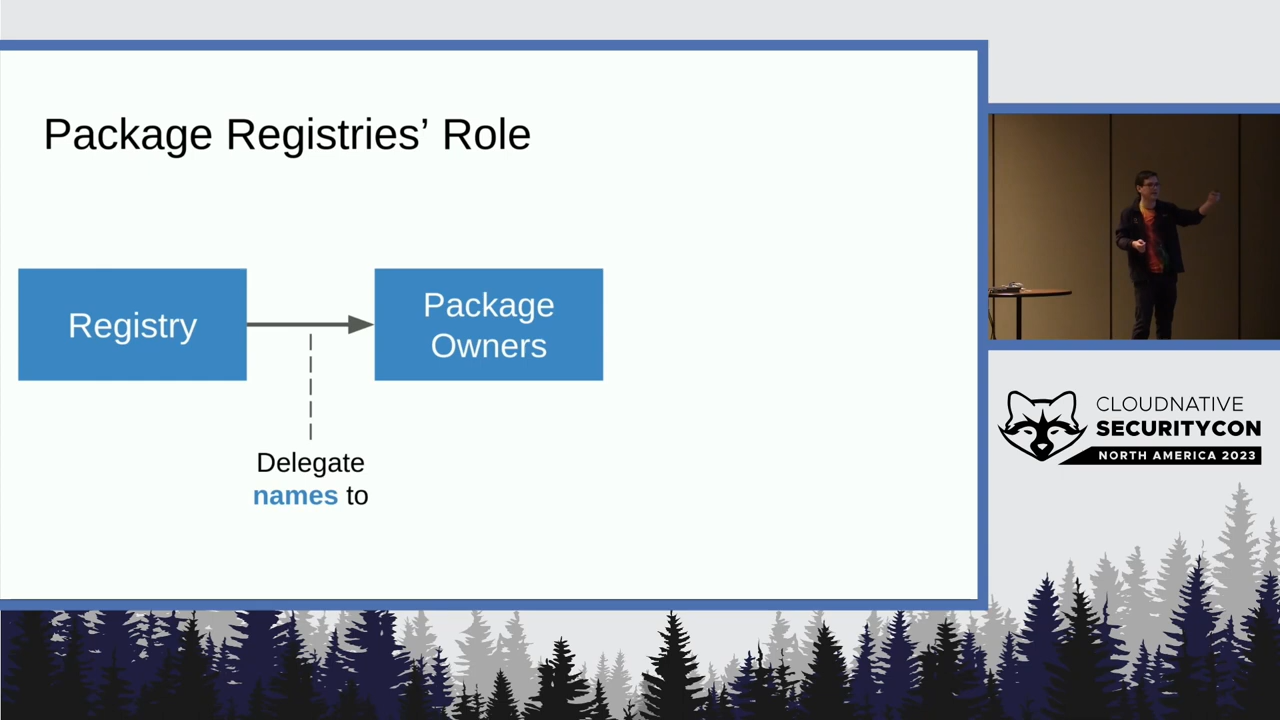 Package Registries’ Role
Registry
Package
Owners
Delegate
names to
CLOUDNATIVE
SECURITYCON
NORTH AMERICA 2023